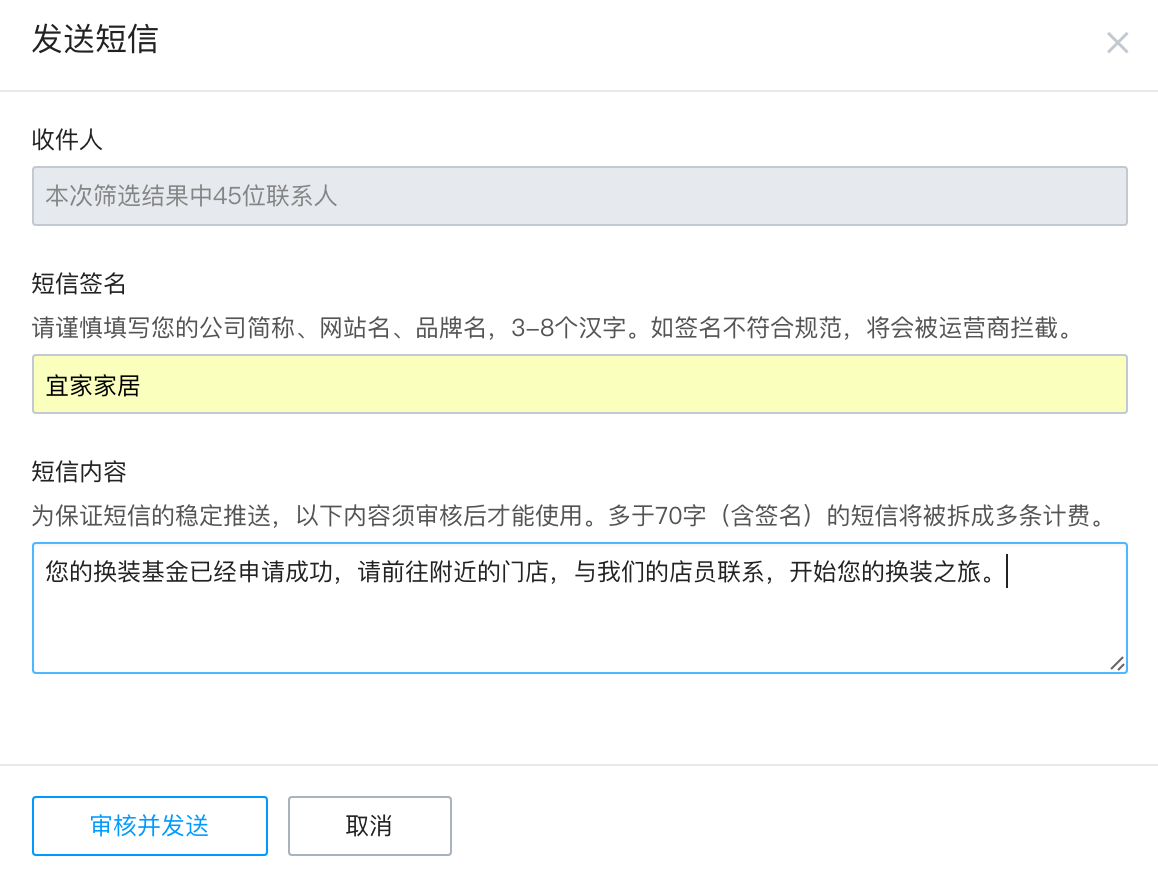 发送短信
收件人
本次筛选结果中45位联系人
短信签名
请谨慎填写您的公司简称、网站名、品牌名，3-8个汉字。如签名不符合规范，将会被运营商拦截。
宜家家居
短信内容
为保证短信的稳定推送，以下内容须审核后才能使用。多于70字（含签名）的短信将被拆成多条计费。
您的换装基金已经申请成功，请前往附近的门店，与我们的店员联系，开始您的换装之旅。
审核并发送
取消